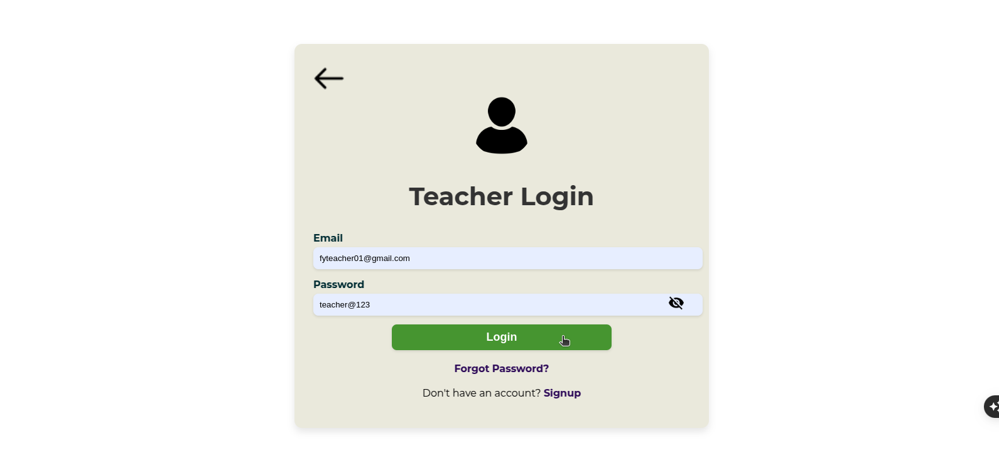 Teacher Login
Email
fyteacher01@gmail.com
Password
teacher@123
Login
Forgot Password?
Don't have an account? Signup